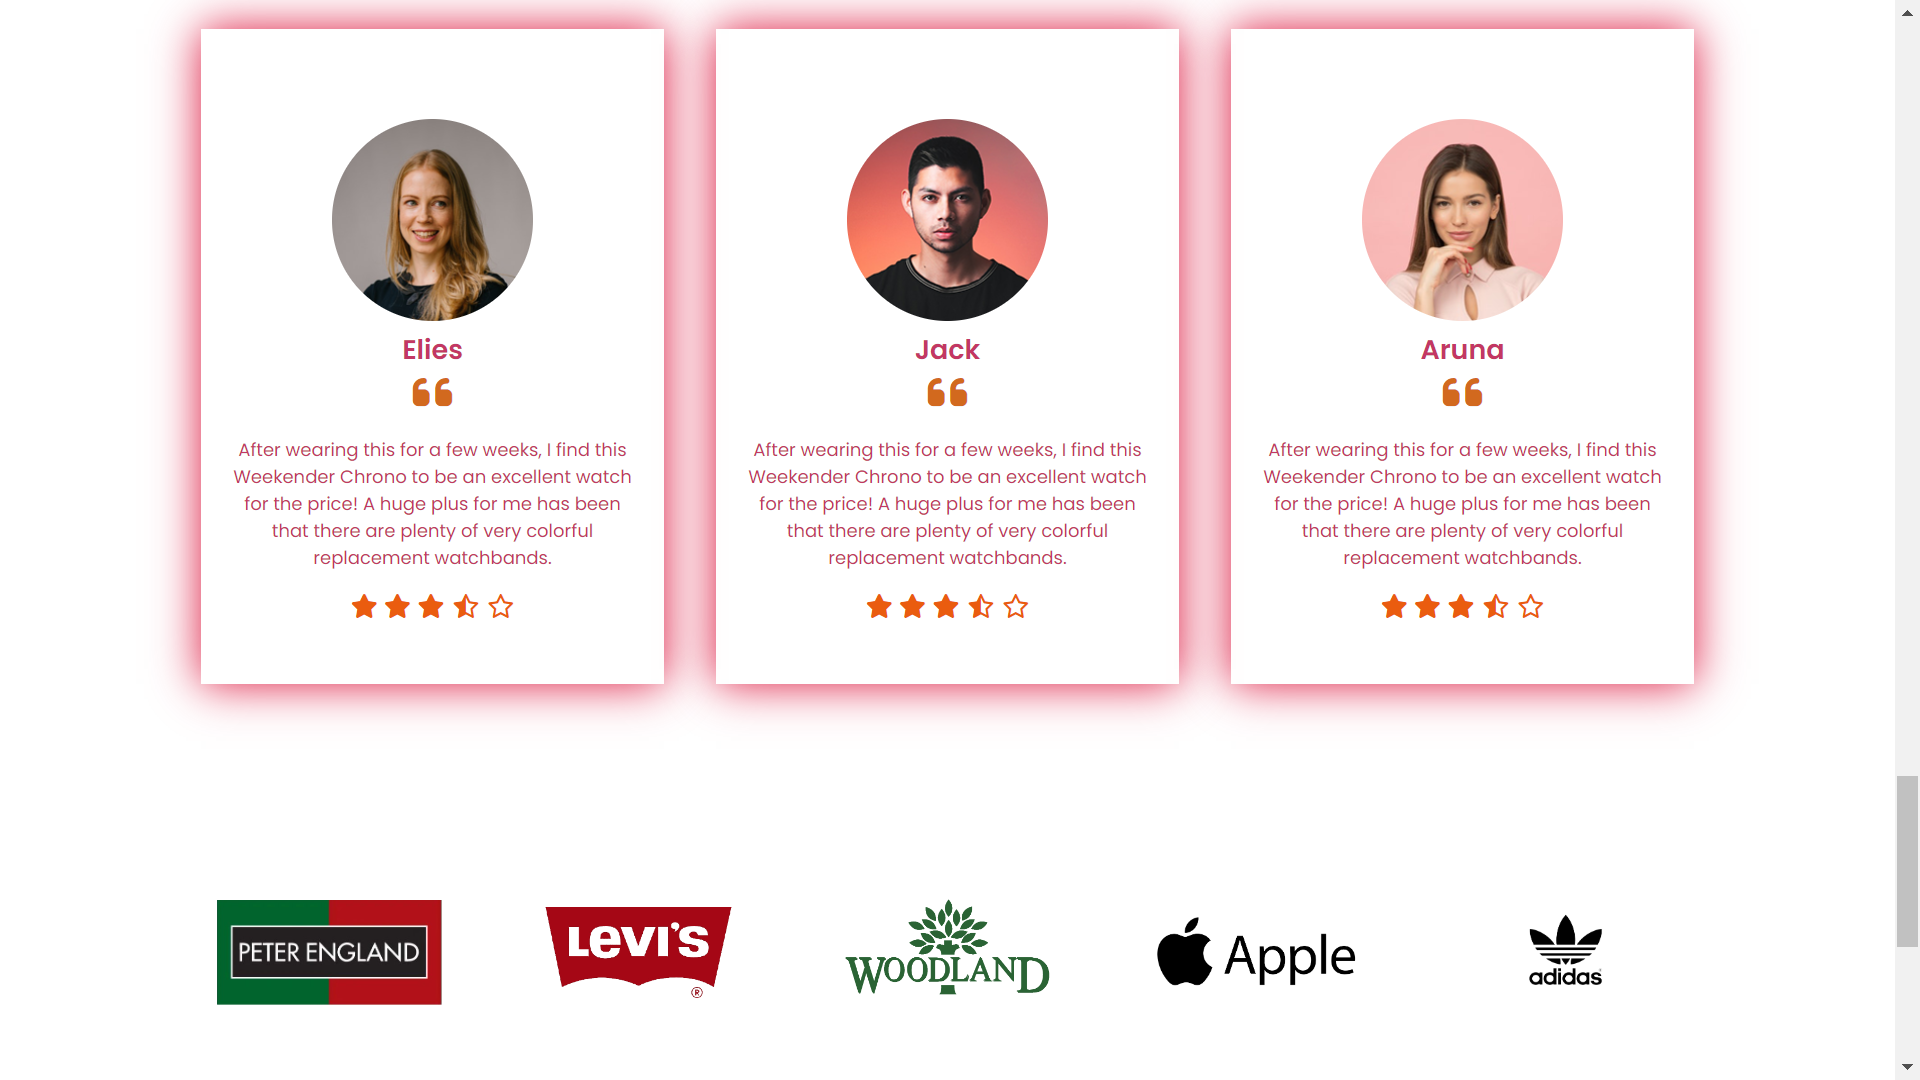 Elies
After wearing this for a few weeks, I find this
Weekender Chrono to be an excellent watch
for the price! A huge plus for me has been
that there are plenty of very colorful
replacement watchbands.
Jack
After wearing this for a few weeks, I find this
Weekender Chrono to be an excellent watch
for the price! A huge plus for me has been
that there are plenty of very colorful
replacement watchbands.
Aruna
After wearing this for a few weeks, I find this
Weekender Chrono to be an excellent watch
for the price! A huge plus for me has been
that there are plenty of very colorful
replacement watchbands.
PETER ENGLAND
LEVI'S
®
WOODLAND
Apple
adidas